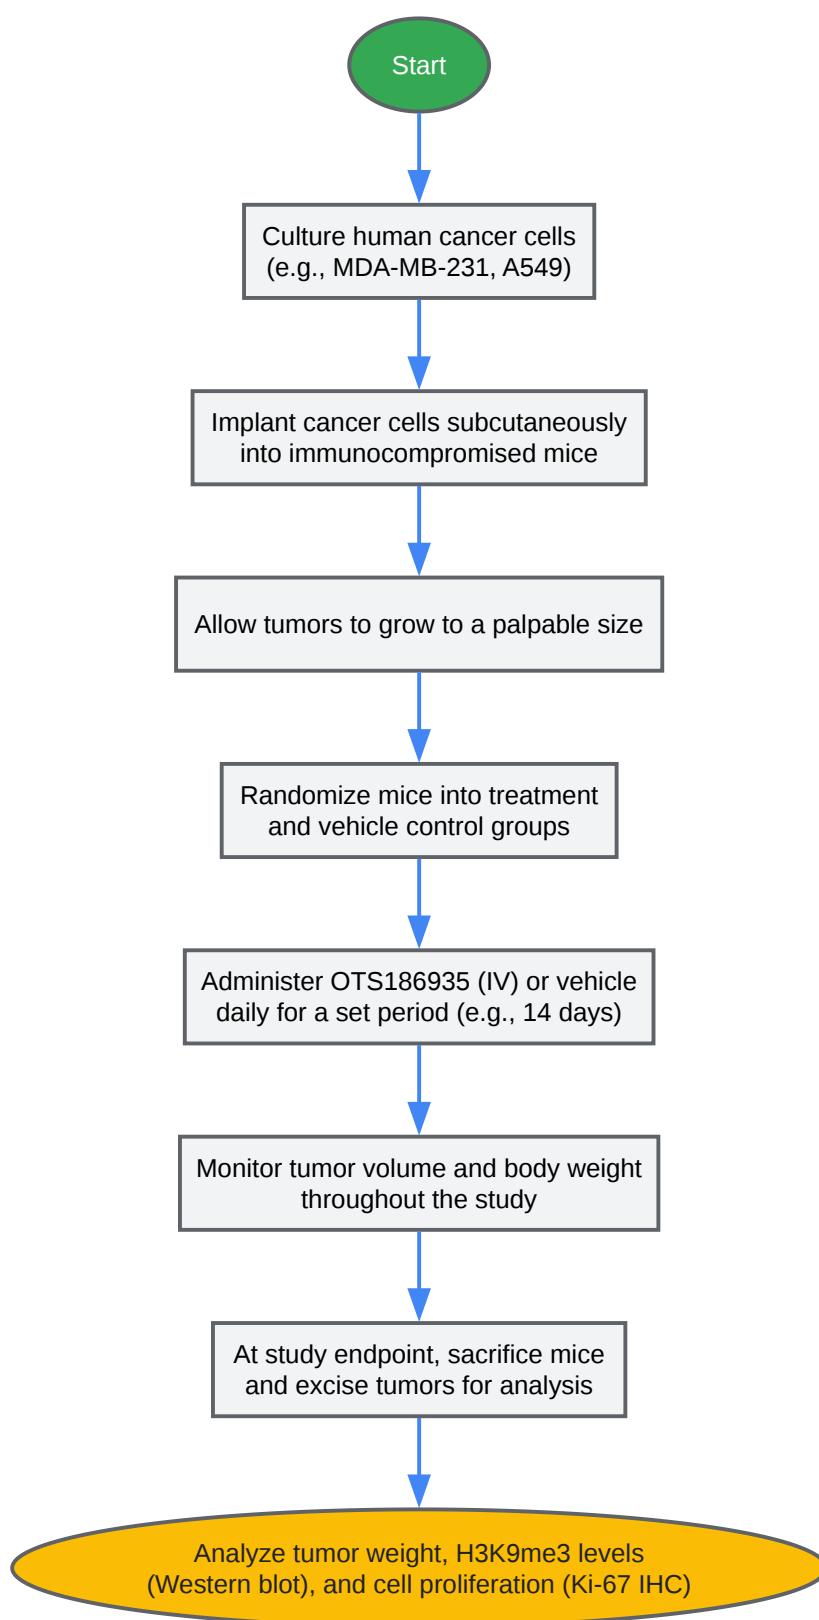 Start
Culture human cancer cells
(e.g., MDA-MB-231, A549)
Implant cancer cells subcutaneously
into immunocompromised mice
Allow tumors to grow to a palpable size
Randomize mice into treatment
and vehicle control groups
Administer OTS186935 (IV) or vehicle
daily for a set period (e.g., 14 days)
Monitor tumor volume and body weight
throughout the study
At study endpoint, sacrifice mice
and excise tumors for analysis
Analyze tumor weight, H3K9me3 levels
(Western blot), and cell proliferation (Ki-67 IHC)